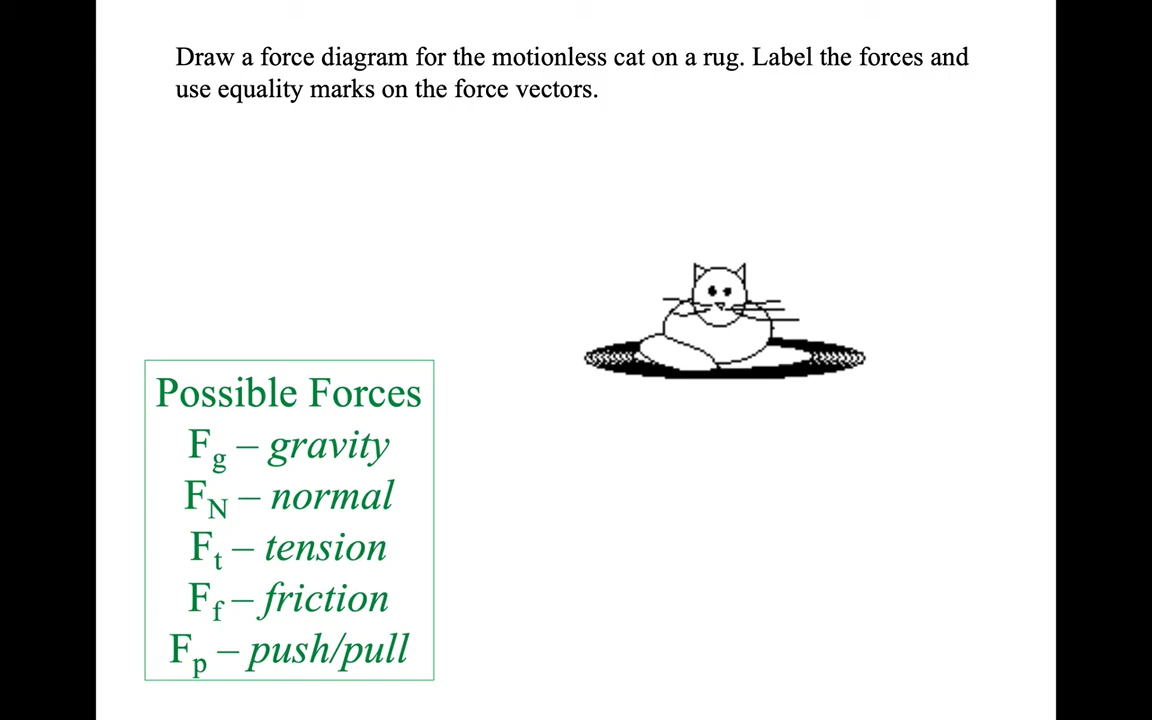 Draw a force diagram for the motionless cat on a rug. Label the forces and
use equality marks on the force vectors.
Possible Forces
Fg – gravity
FN – normal
Ft – tension
Ff – friction
Fp – push/pull